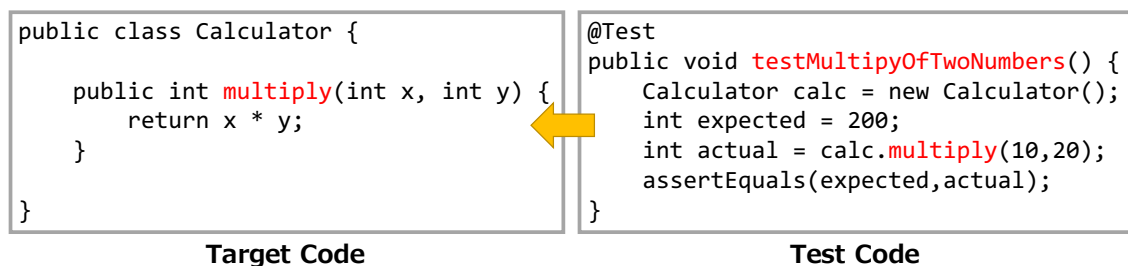 public class Calculator {
public int multiply(int x, int y) {
return x * y;
}
}
Target Code
@Test
public void testMultipyOfTwoNumbers() {
Calculator calc = new Calculator();
int expected = 200;
int actual = calc.multiply(10,20);
assertEquals(expected,actual);
}
Test Code